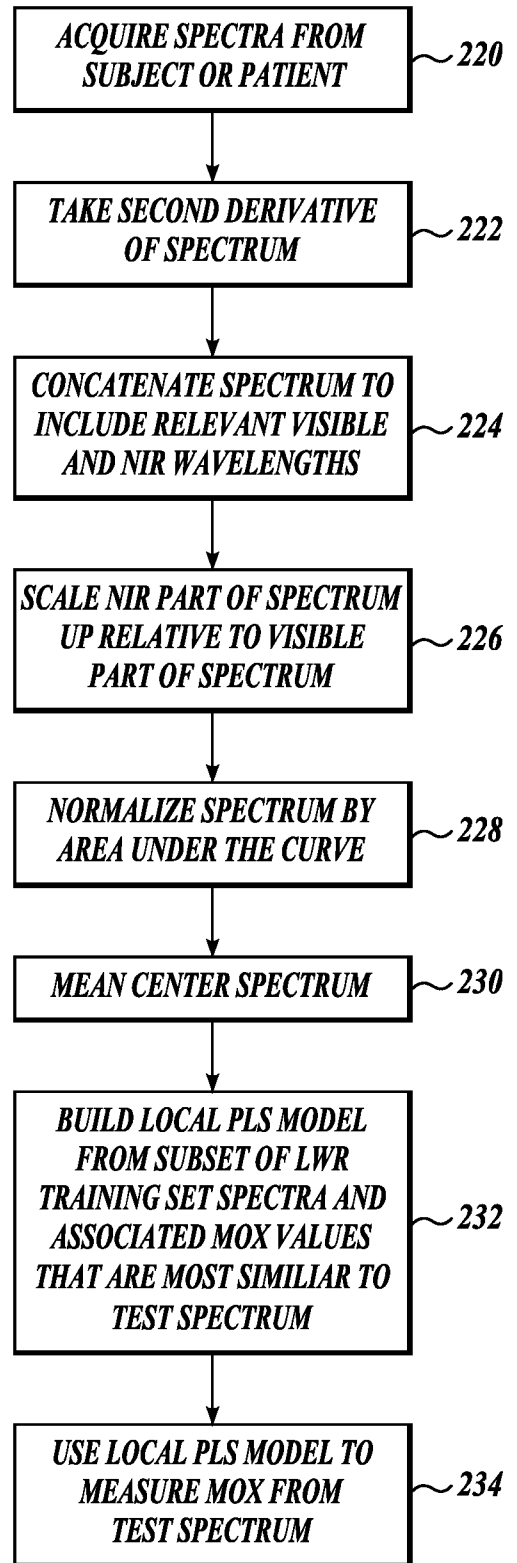 ACQUIRE SPECTRA FROM
SUBJECT OR PATIENT
220
TAKE SECOND DERIVATIVE
OF SPECTRUM
222
CONCATENATE SPECTRUM TO
INCLUDE RELEVANT VISIBLE
AND NIR WAVELENGTHS
224
SCALE NIR PART OF SPECTRUM
UP RELATIVE TO VISIBLE
PART OF SPECTRUM
226
NORMALIZE SPECTRUM BY
AREA UNDER THE CURVE
228
MEAN CENTER SPECTRUM
230
BUILD LOCAL PLS MODEL
FROM SUBSET OF LWR
TRAINING SET SPECTRA AND
ASSOCIATED MOX VALUES
THAT ARE MOST SIMILIAR TO
TEST SPECTRUM
232
USE LOCAL PLS MODEL TO
MEASURE MOX FROM
TEST SPECTRUM
234